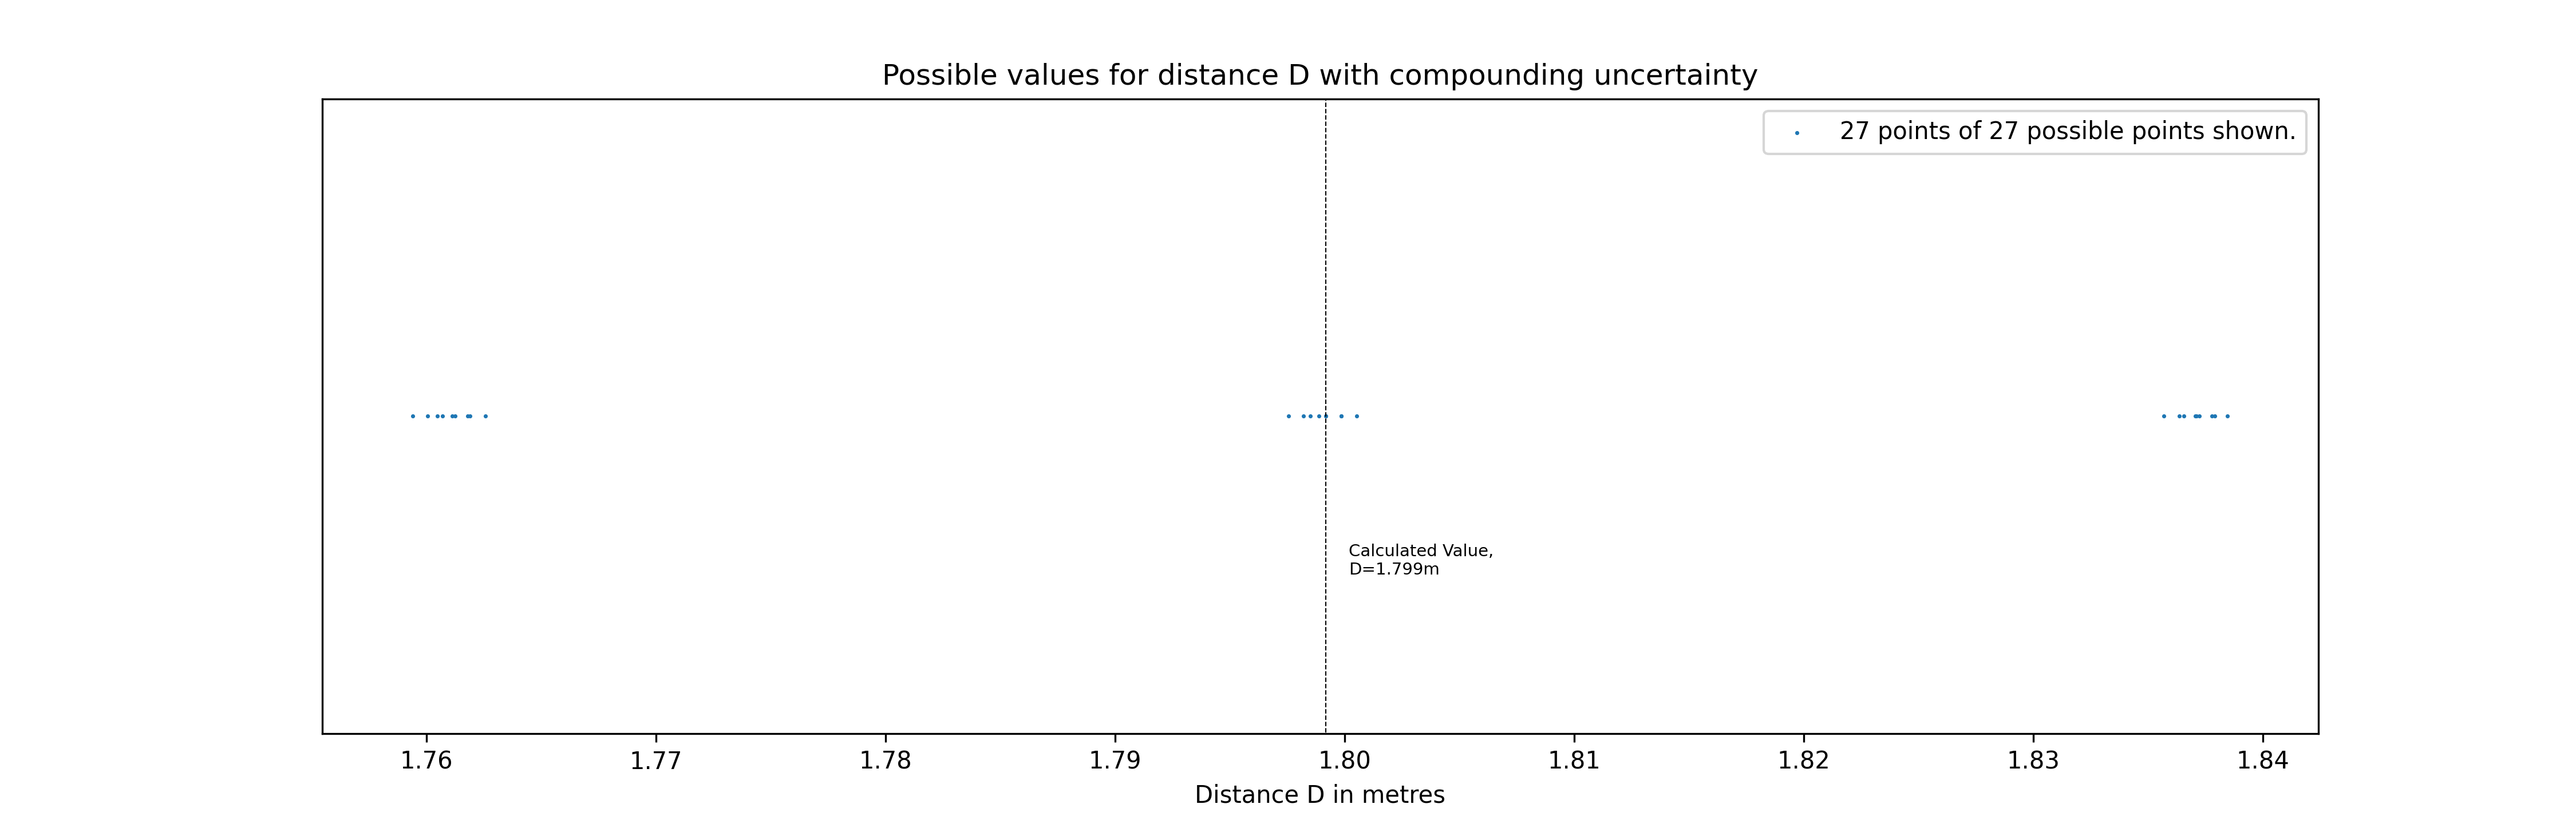 Possible values for distance D with compounding uncertainty
27 points of 27 possible points shown.
Calculated Value,
D=1.799m
1.76 1.77 1.78 1.79 1.80 1.81 1.82 1.83 1.84
Distance D in metres